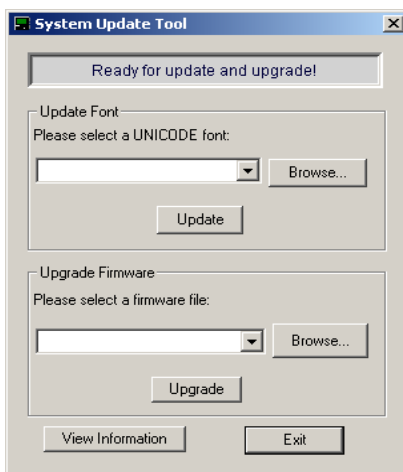 System Update Tool
Ready for update and upgrade!
Update Font
Please select a UNICODE font:
Browse...
Update
Upgrade Firmware
Please select a firmware file:
Browse...
Upgrade
View Information
Exit